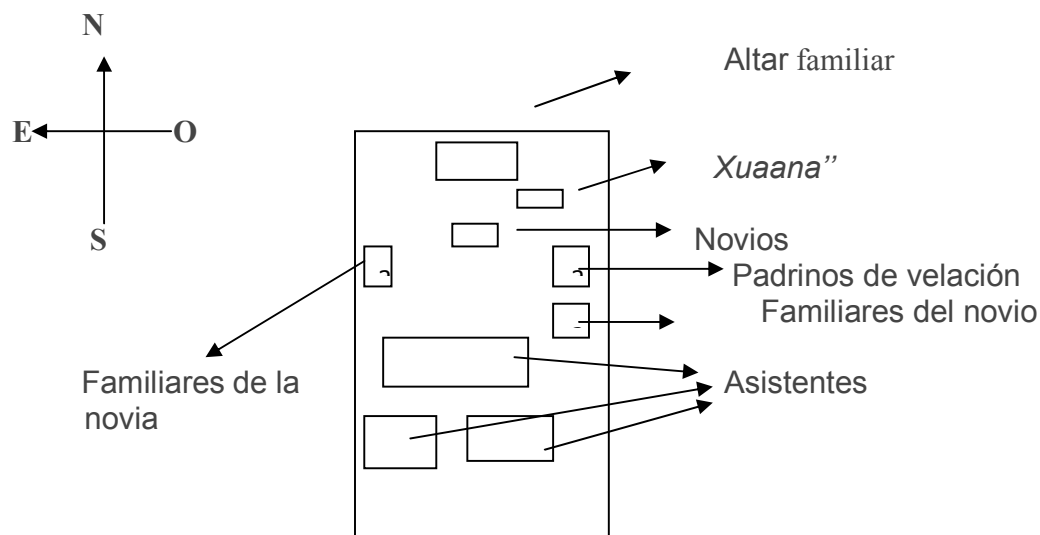 N
Altar familiar
E
O
Xuaana’’
S
Novios
Padrinos de velación
Familiares del novio
Familiares de la
novia
Asistentes